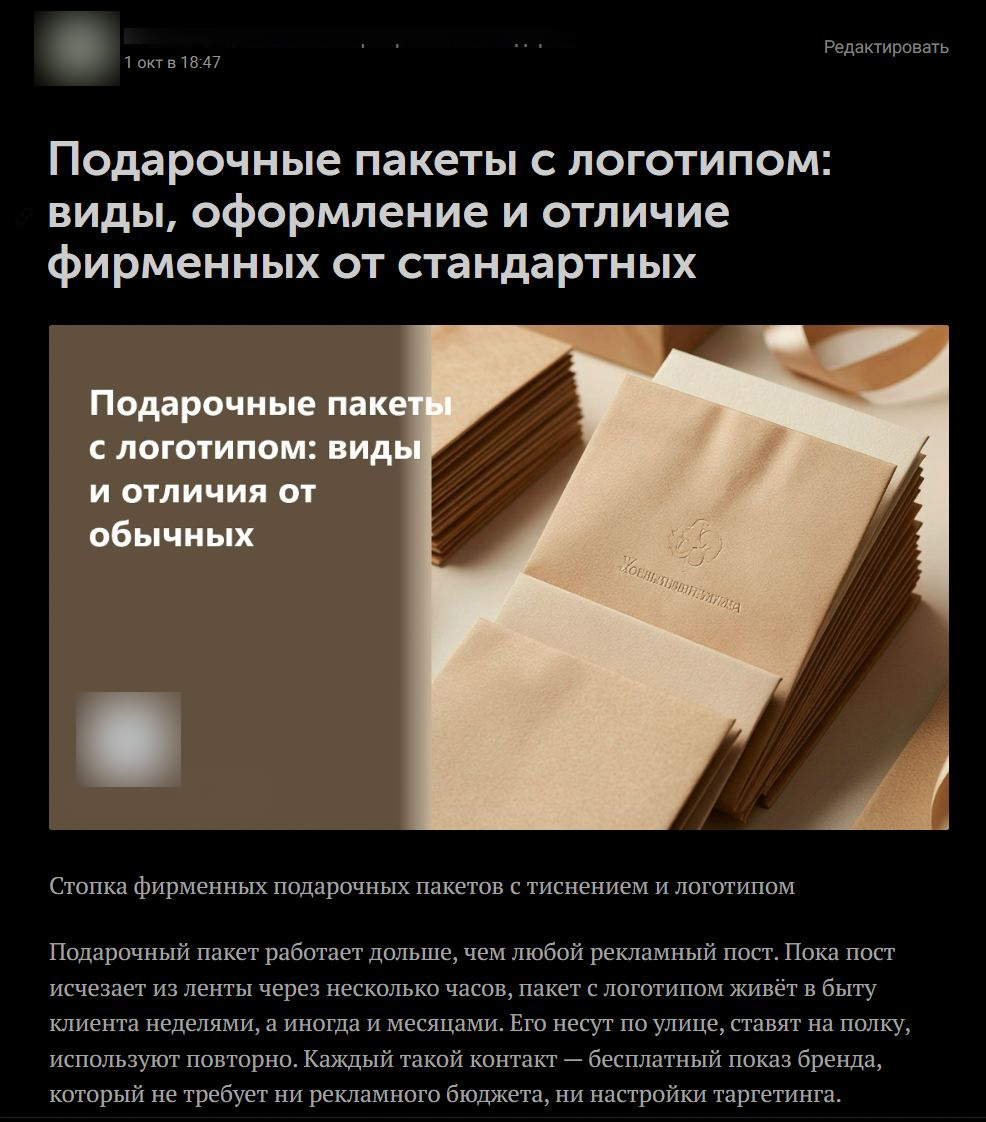 1 окт в 18:47
Редактировать
Подарочные пакеты с логотипом:
виды, оформление и отличие
фирменных от стандартных
Подарочные пакеты
с логотипом: виды
и отличия от
обычных
Стопка фирменных подарочных пакетов с тиснением и логотипом
Подарочный пакет работает дольше, чем любой рекламный пост. Пока пост
исчезает из ленты через несколько часов, пакет с логотипом живёт в быту
клиента неделями, а иногда и месяцами. Его несут по улице, ставят на полку,
используют повторно. Каждый такой контакт — бесплатный показ бренда,
который не требует ни рекламного бюджета, ни настройки таргетинга.